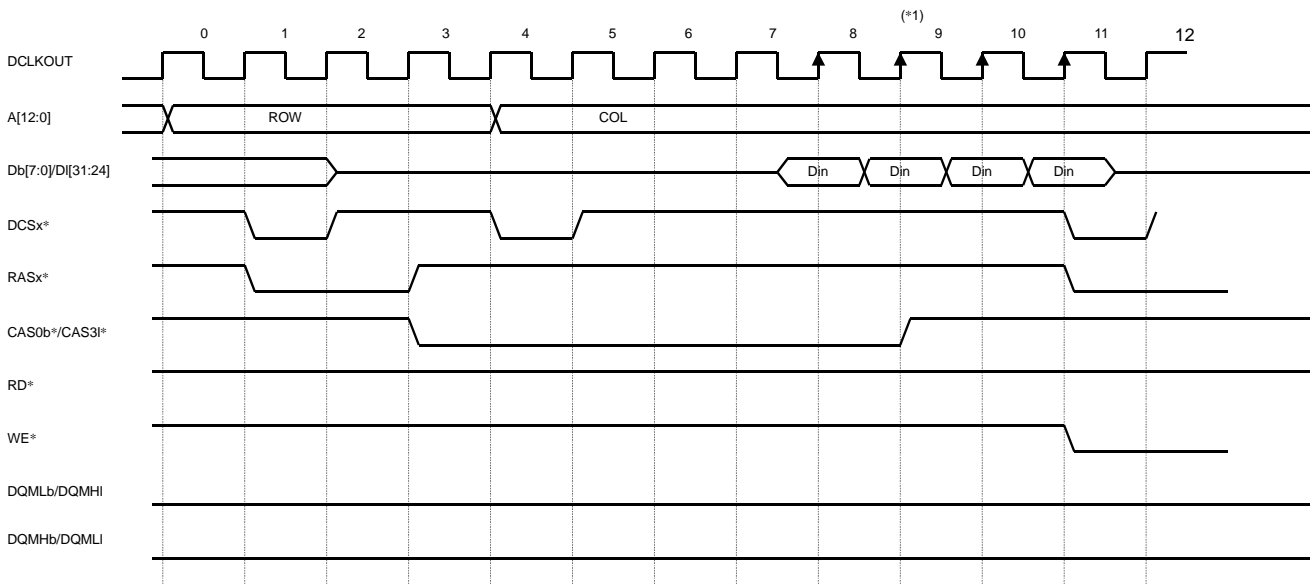 (*1)
0 1 2 3 4 5 6 7 8 9 10 11 12
DCLKOUT
A[12:0] ROW COL
Db[7:0]/Dl[31:24] Din Din Din Din
DCSx*
RASx*
CAS0b*/CAS3l*
RD*
WE*
DQMLb/DQMHl
DQMHb/DQMLl